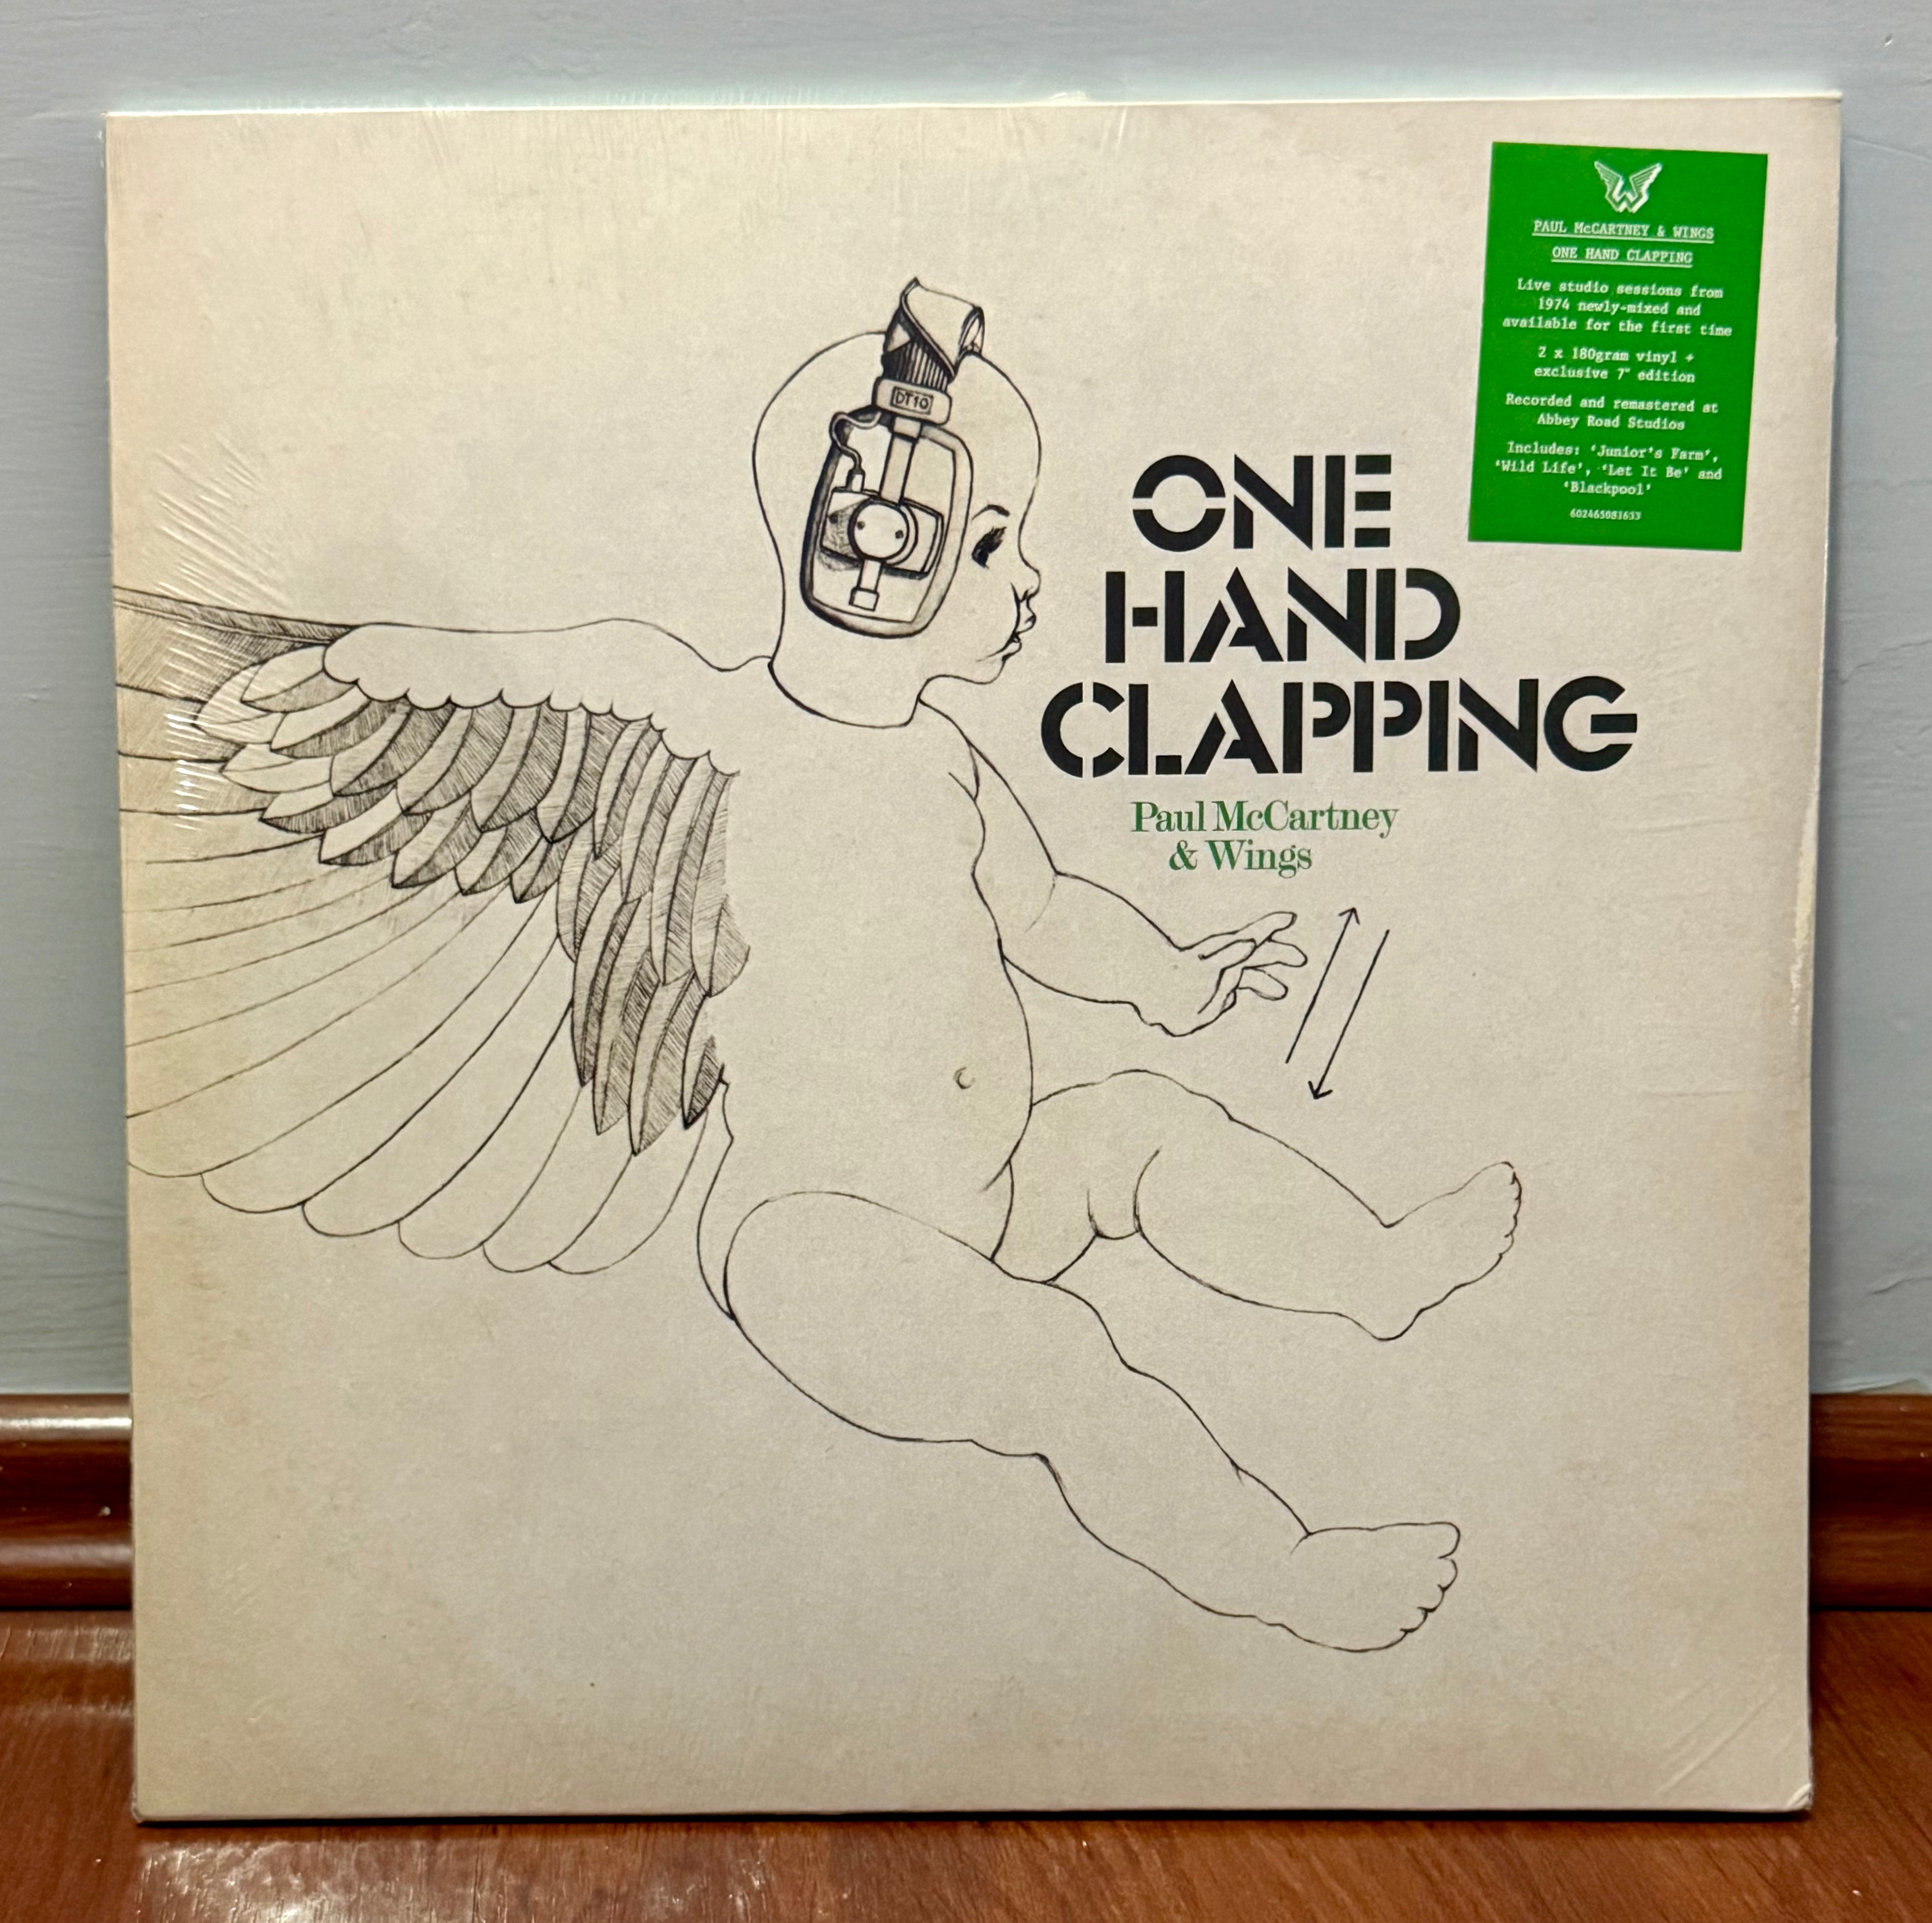 PAUL McCARTNEY & WINGS
ONE HAND CLAPPING
Live studio sessions from
1974 newly-mixed and
available for the first time
2 x 180gram vinyl +
exclusive 7" edition
Recorded and remastered at
Abbey Road Studios
Includes: 'Junior's Farm',
'Wild Life', 'Let It Be' and
'Blackpool'
602465081633
DT10
ONE
HAND
CLAPPING
Paul McCartney
& Wings